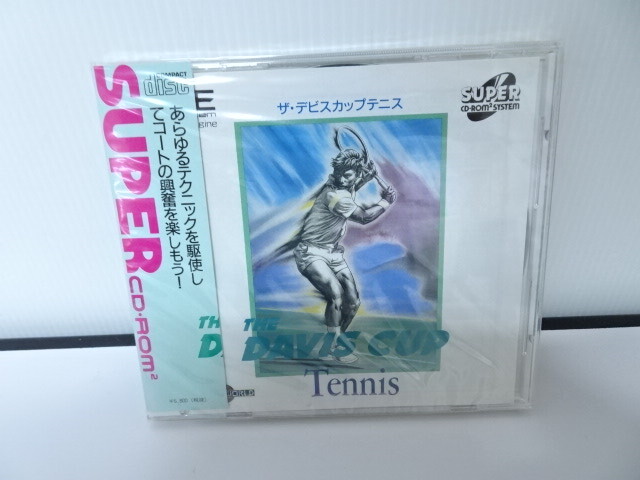 COMPACT
disc
SUPER
CD-ROM²
あらゆるテクニックを駆使し
てコートの興奮を楽しもう!
E
ザ・デビスカップテニス
SUPER
CD-ROM² SYSTEM
TH
D
THE
DAVIS CUP
Tennis